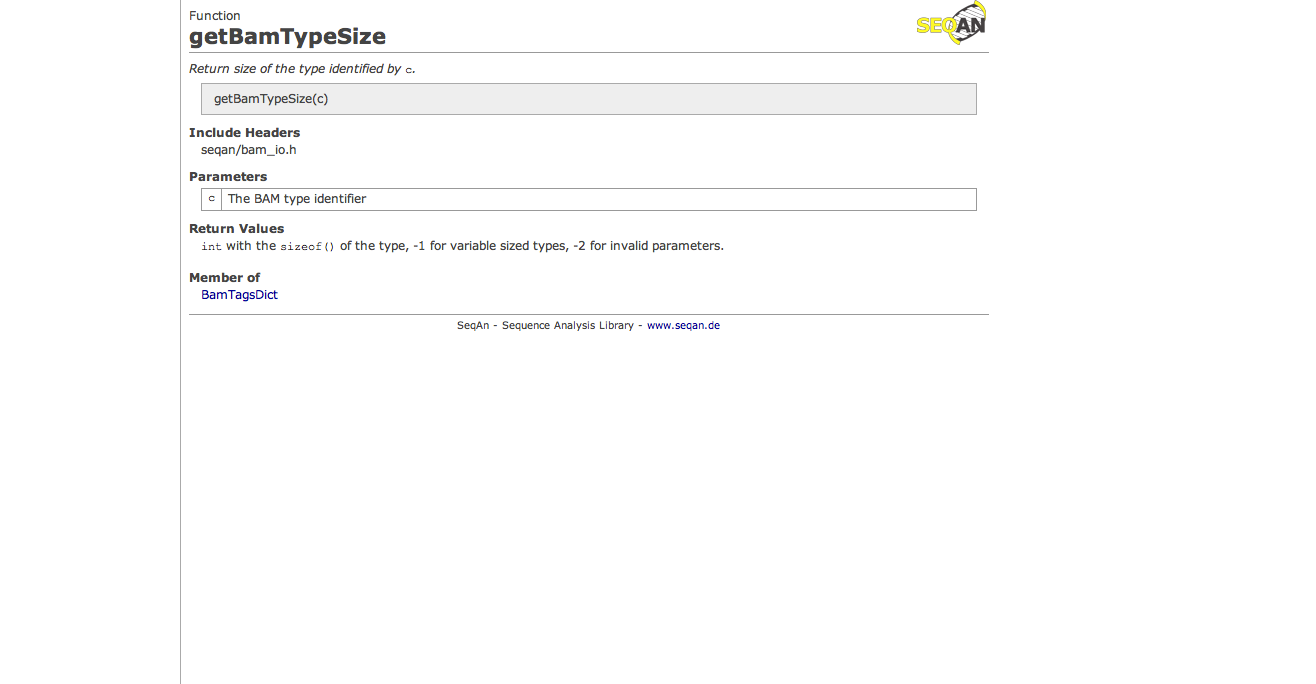 Function
getBamTypeSize
SEQAN
Return size of the type identified by c.
getBamTypeSize(c)
Include Headers
seqan/bam_io.h
Parameters
c The BAM type identifier
Return Values
int with the sizeof() of the type, -1 for variable sized types, -2 for invalid parameters.
Member of
BamTagsDict
SeqAn - Sequence Analysis Library - www.seqan.de